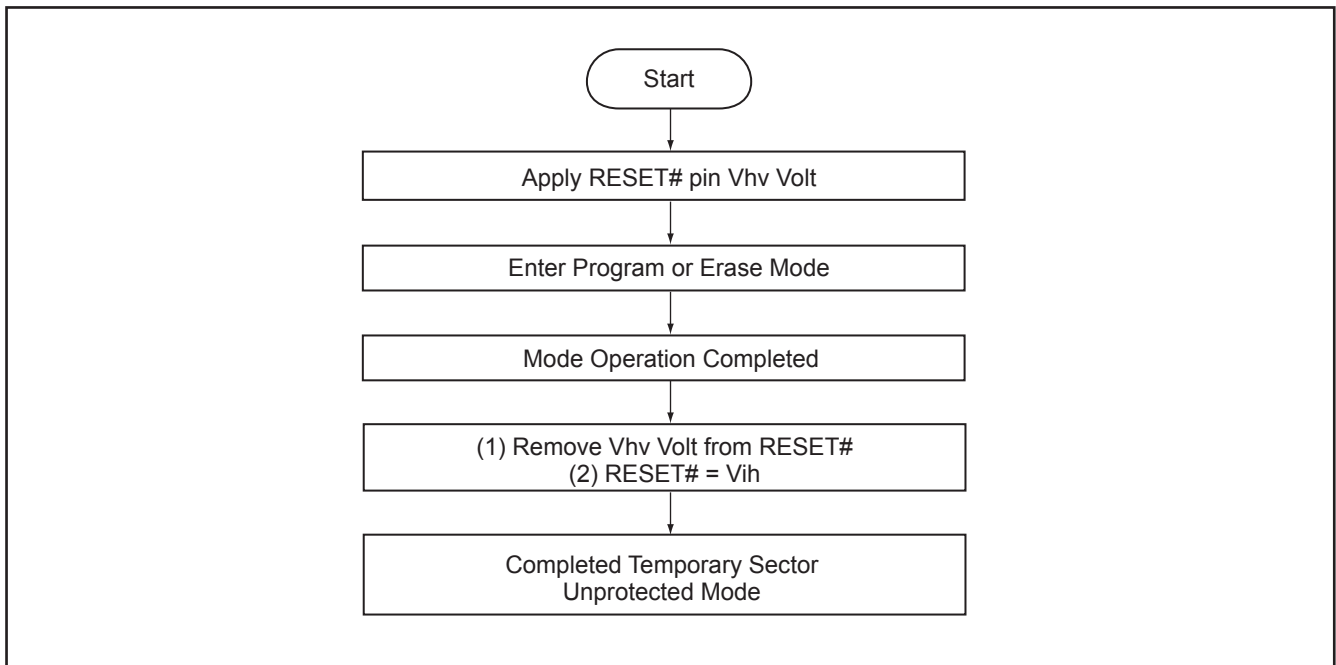 Start
Apply RESET# pin Vhv Volt
Enter Program or Erase Mode
Mode Operation Completed
(1) Remove Vhv Volt from RESET#
(2) RESET# = Vih
Completed Temporary Sector
Unprotected Mode